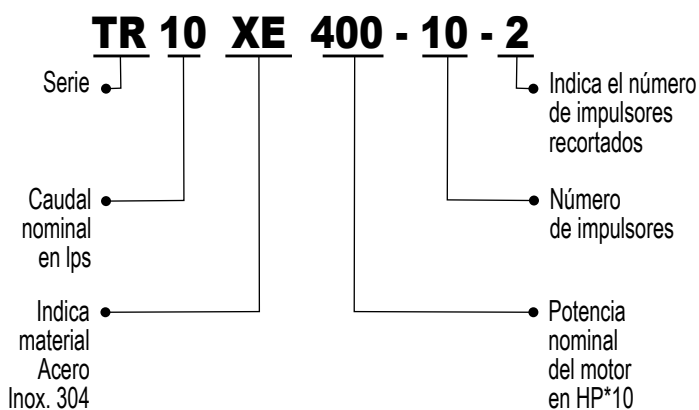 TR 10 XE 400 - 10 - 2
Serie
Caudal
nominal
en lps
Indica
material
Acero
Inox. 304
Indica el número
de impulsores
recortados
Número
de impulsores
Potencia
nominal
del motor
en HP*10